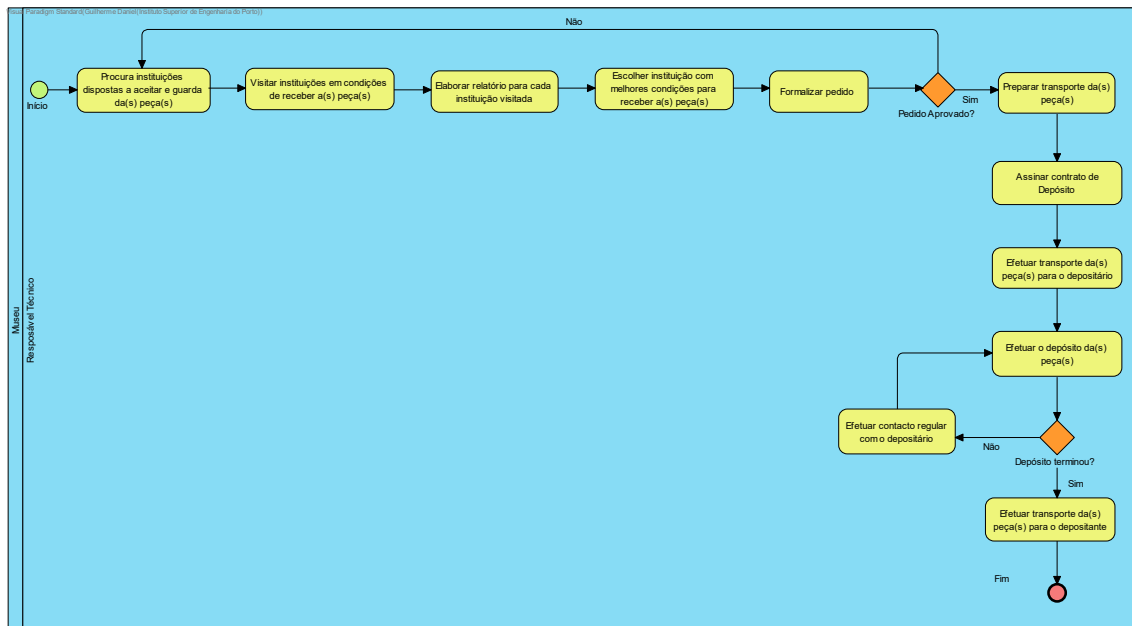 Visual Paradigm Standard(Guilherme Daniel(Instituto Superior de Engenharia do Porto))
Não
Início
Procura instituições
dispostas a aceitar e guarda
da(s) peça(s)
Visitar instituições em condições
de receber a(s) peça(s)
Elaborar relatório para cada
instituição visitada
Escolher instituição com
melhores condições para
receber a(s) peça(s)
Formalizar pedido
Pedido Aprovado?
Sim
Preparar transporte da(s)
peça(s)
Assinar contrato de
Depósito
Efetuar transporte da(s)
peça(s) para o depositário
Museu
Resposável Técnico
Efetuar o depósito da(s)
peça(s)
Efetuar contacto regular
com o depositário
Não
Depósito terminou?
Sim
Efetuar transporte da(s)
peça(s) para o depositante
Fim